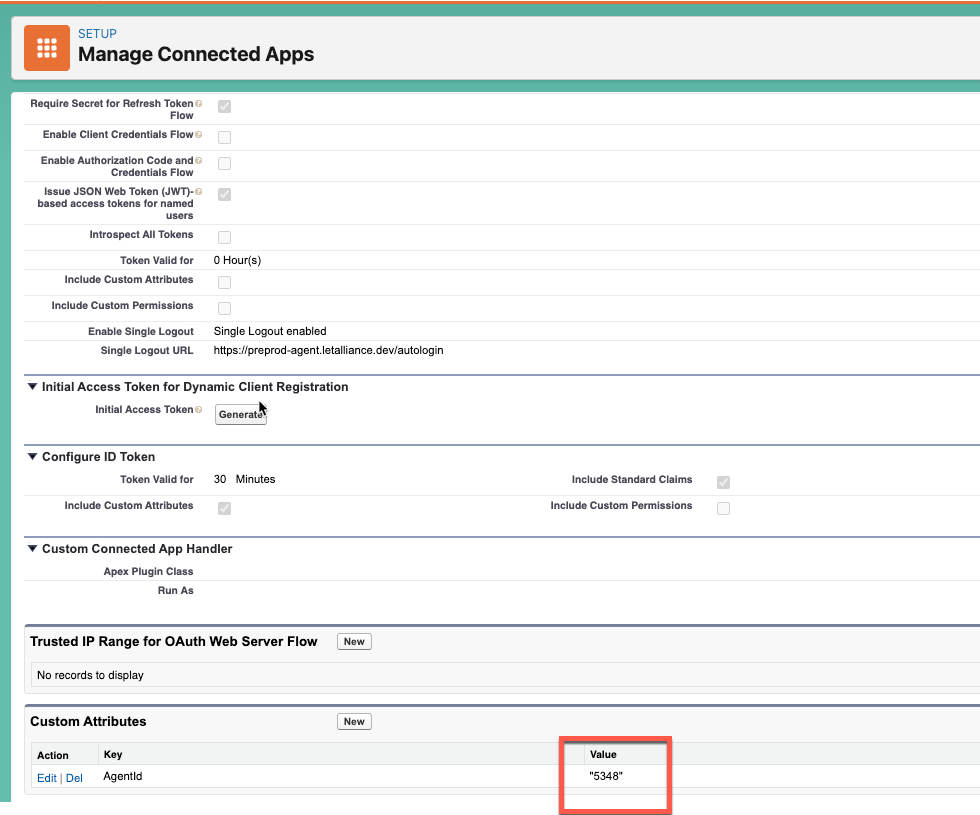 SETUP
Manage Connected Apps
Require Secret for Refresh Token
Flow
Enable Client Credentials Flow
Enable Authorization Code and
Credentials Flow
Issue JSON Web Token (JWT)-
based access tokens for named
users
Introspect All Tokens
Token Valid for 0 Hour(s)
Include Custom Attributes
Include Custom Permissions
Enable Single Logout Single Logout enabled
Single Logout URL https://preprod-agent.letalliance.dev/autologin
Initial Access Token for Dynamic Client Registration
Initial Access Token Generate
Configure ID Token
Token Valid for 30 Minutes Include Standard Claims
Include Custom Attributes Include Custom Permissions
Custom Connected App Handler
Apex Plugin Class
Run As
Trusted IP Range for OAuth Web Server Flow New
No records to display
Custom Attributes New
Action Key Value
Edit | Del AgentId "5348"